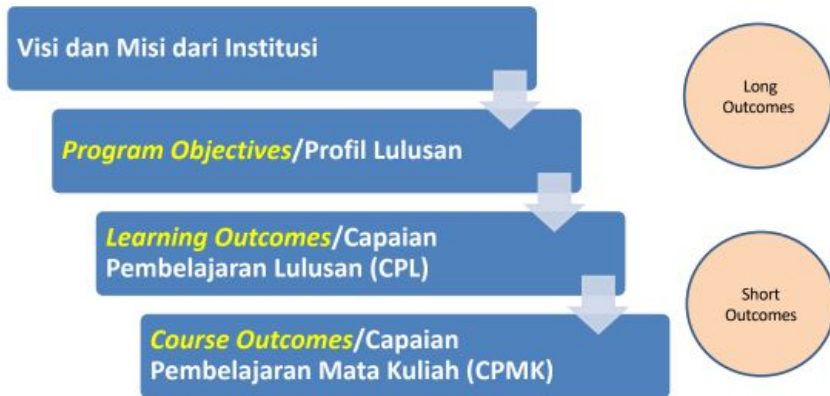 Visi dan Misi dari Institusi
Program Objectives/Profil Lulusan
Learning Outcomes/Capaian
Pembelajaran Lulusan (CPL)
Course Outcomes/Capaian
Pembelajaran Mata Kuliah (CPMK)
Long
Outcomes
Short
Outcomes